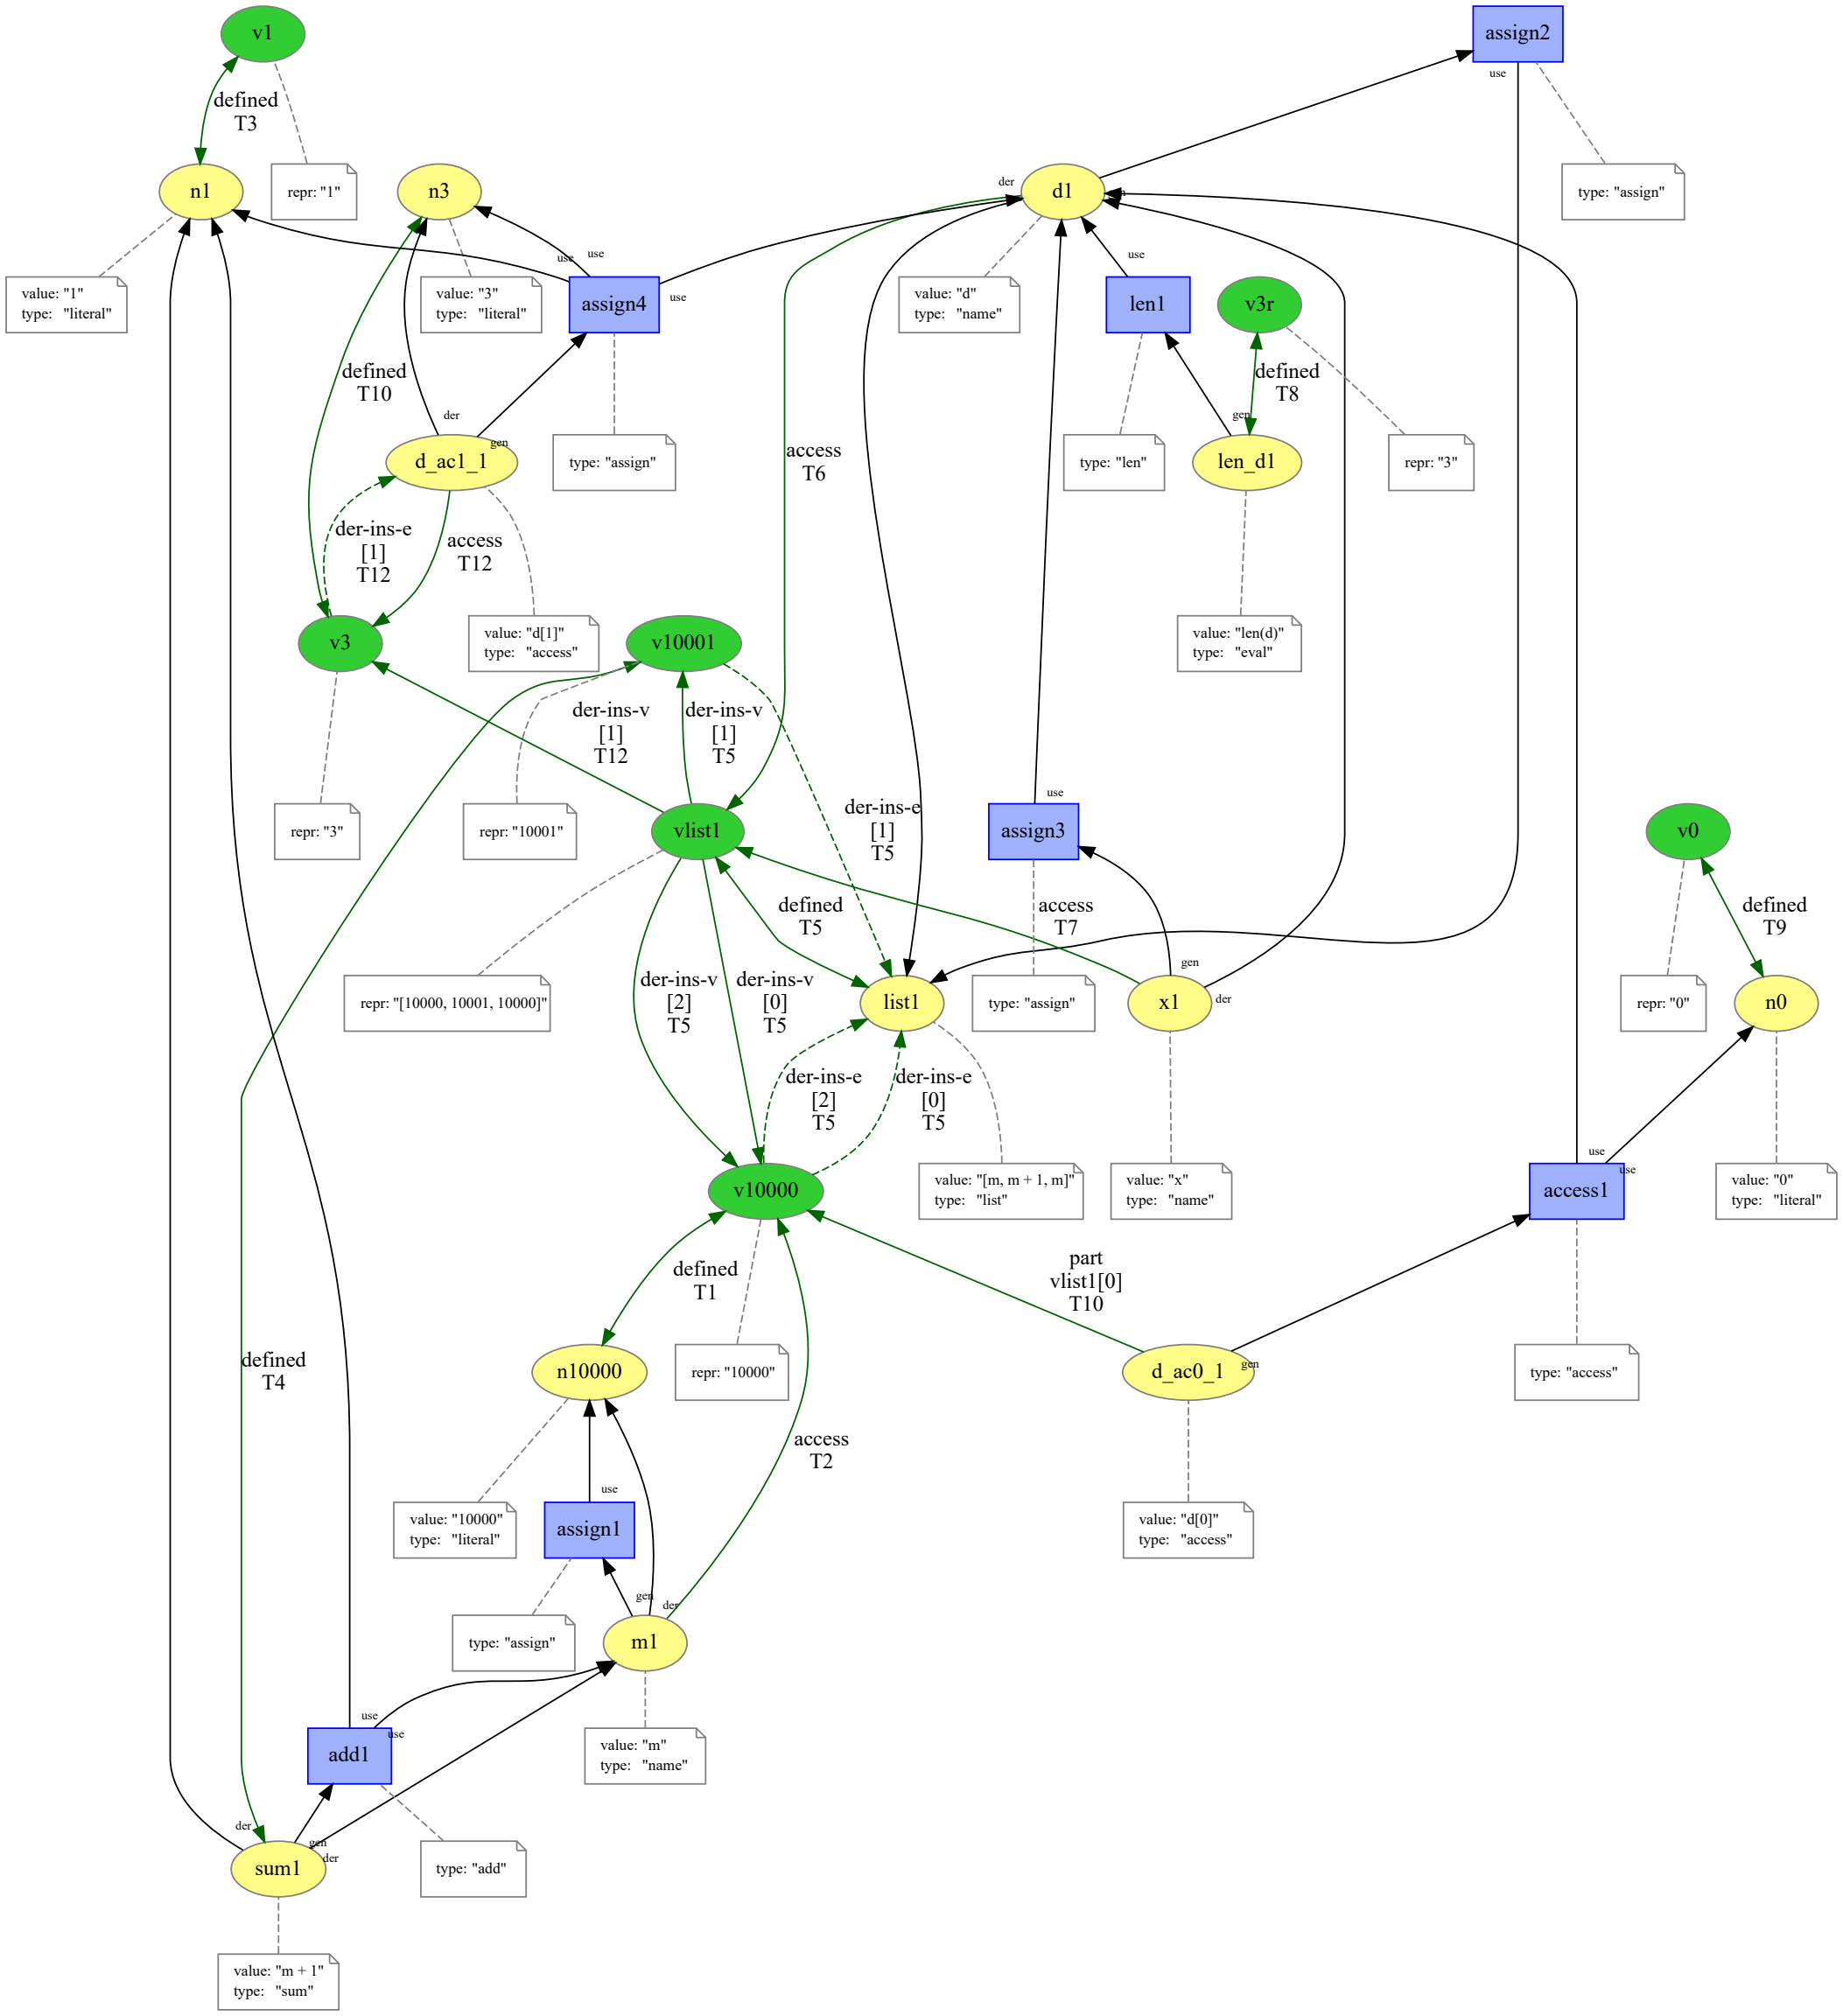 v1
assign2
use
defined
T3
n1
n3
der
d1
repr: "1"
type: "assign"
use
use
use
value: "1"
type: "literal"
value: "3"
type: "literal"
assign4
use
value: "d"
type: "name"
len1
v3r
defined
T10
defined
T8
der
gen
gen
d_ac1_1
type: "assign"
access
T6
type: "len"
len_d1
repr: "3"
der-ins-e
[1]
T12
access
T12
v3
value: "d[1]"
type: "access"
v10001
value: "len(d)"
type: "eval"
der-ins-v
[1]
T12
der-ins-v
[1]
T5
der-ins-e
[1]
T5
use
repr: "3"
repr: "10001"
vlist1
assign3
v0
defined
T5
access
T7
defined
T9
gen
der
repr: "[10000, 10001, 10000]"
der-ins-v
[2]
T5
der-ins-v
[0]
T5
list1
type: "assign"
x1
repr: "0"
n0
der-ins-e
[2]
T5
der-ins-e
[0]
T5
use
use
v10000
value: "[m, m + 1, m]"
type: "list"
value: "x"
type: "name"
access1
value: "0"
type: "literal"
defined
T1
part
vlist1[0]
T10
defined
T4
n10000
repr: "10000"
d_ac0_1
gen
type: "access"
access
T2
use
value: "10000"
type: "literal"
assign1
value: "d[0]"
type: "access"
gen
der
type: "assign"
m1
use
use
add1
value: "m"
type: "name"
der
gen
der
sum1
type: "add"
value: "m + 1"
type: "sum"